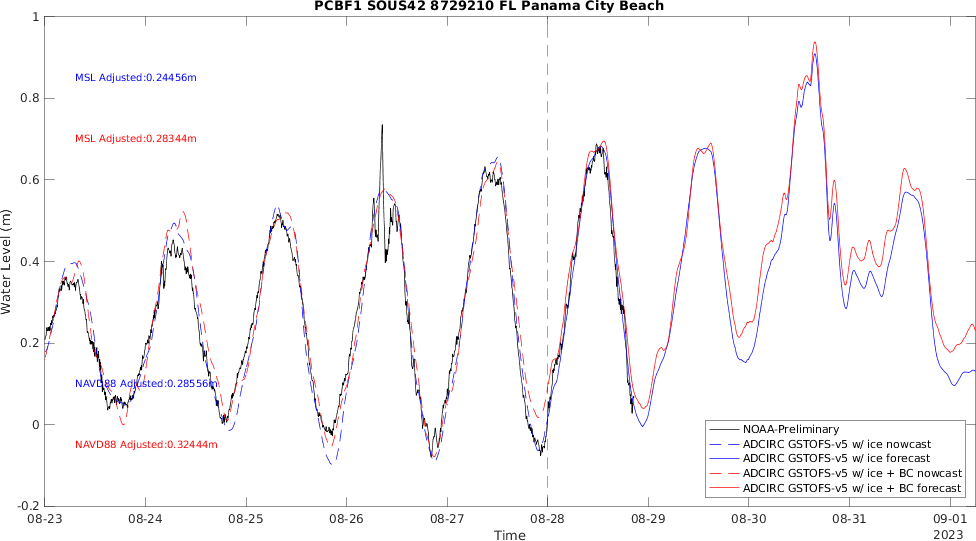 PCBF1 SOUS42 8729210 FL Panama City Beach
1
0.8
0.6
0.4
0.2
0
-0.2
Water Level (m)
MSL Adjusted:0.24456m
MSL Adjusted:0.28344m
NAVD88 Adjusted:0.28556m
NAVD88 Adjusted:0.32444m
NOAA-Preliminary
ADCIRC GSTOFS-v5 w/ ice nowcast
ADCIRC GSTOFS-v5 w/ ice forecast
ADCIRC GSTOFS-v5 w/ ice + BC nowcast
ADCIRC GSTOFS-v5 w/ ice + BC forecast
08-23 08-24 08-25 08-26 08-27 08-28 08-29 08-30 08-31 09-01
Time 2023